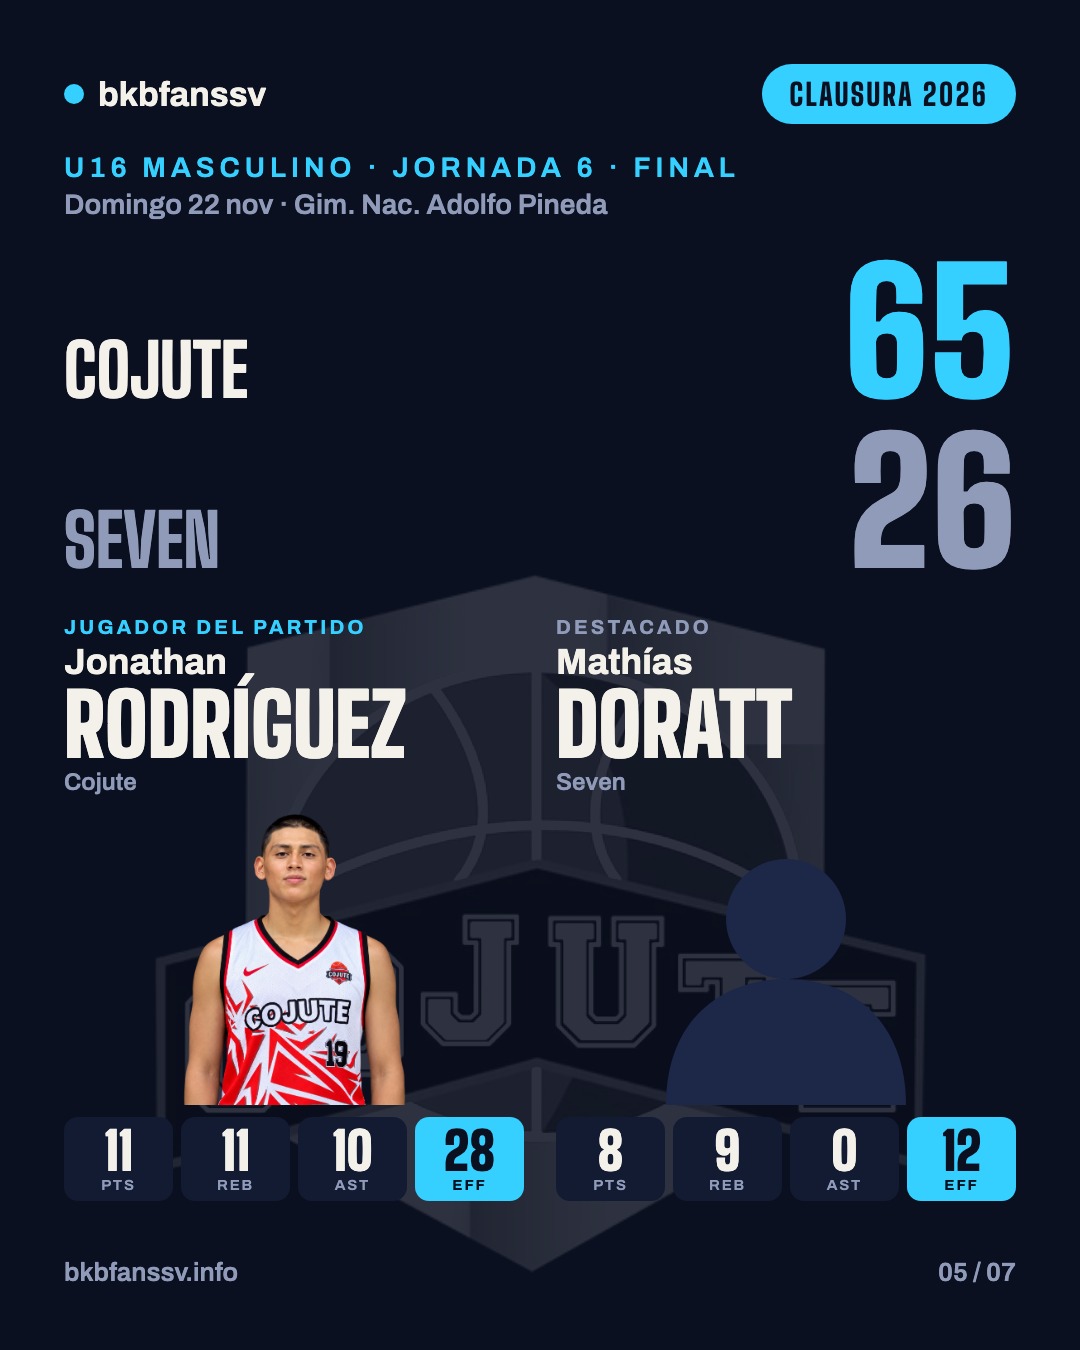 bkbfanssv
CLAUSURA 2026
U16 MASCULINO · JORNADA 6 · FINAL
Domingo 22 nov · Gim. Nac. Adolfo Pineda
COJUTE
65
SEVEN
26
JUGADOR DEL PARTIDO
Jonathan
RODRÍGUEZ
Cojute
DESTACADO
Mathías
DORATT
Seven
COJUTE
COJUTE
19
11 PTS
11 REB
10 AST
28 EFF
8 PTS
9 REB
0 AST
12 EFF
bkbfanssv.info
05 / 07